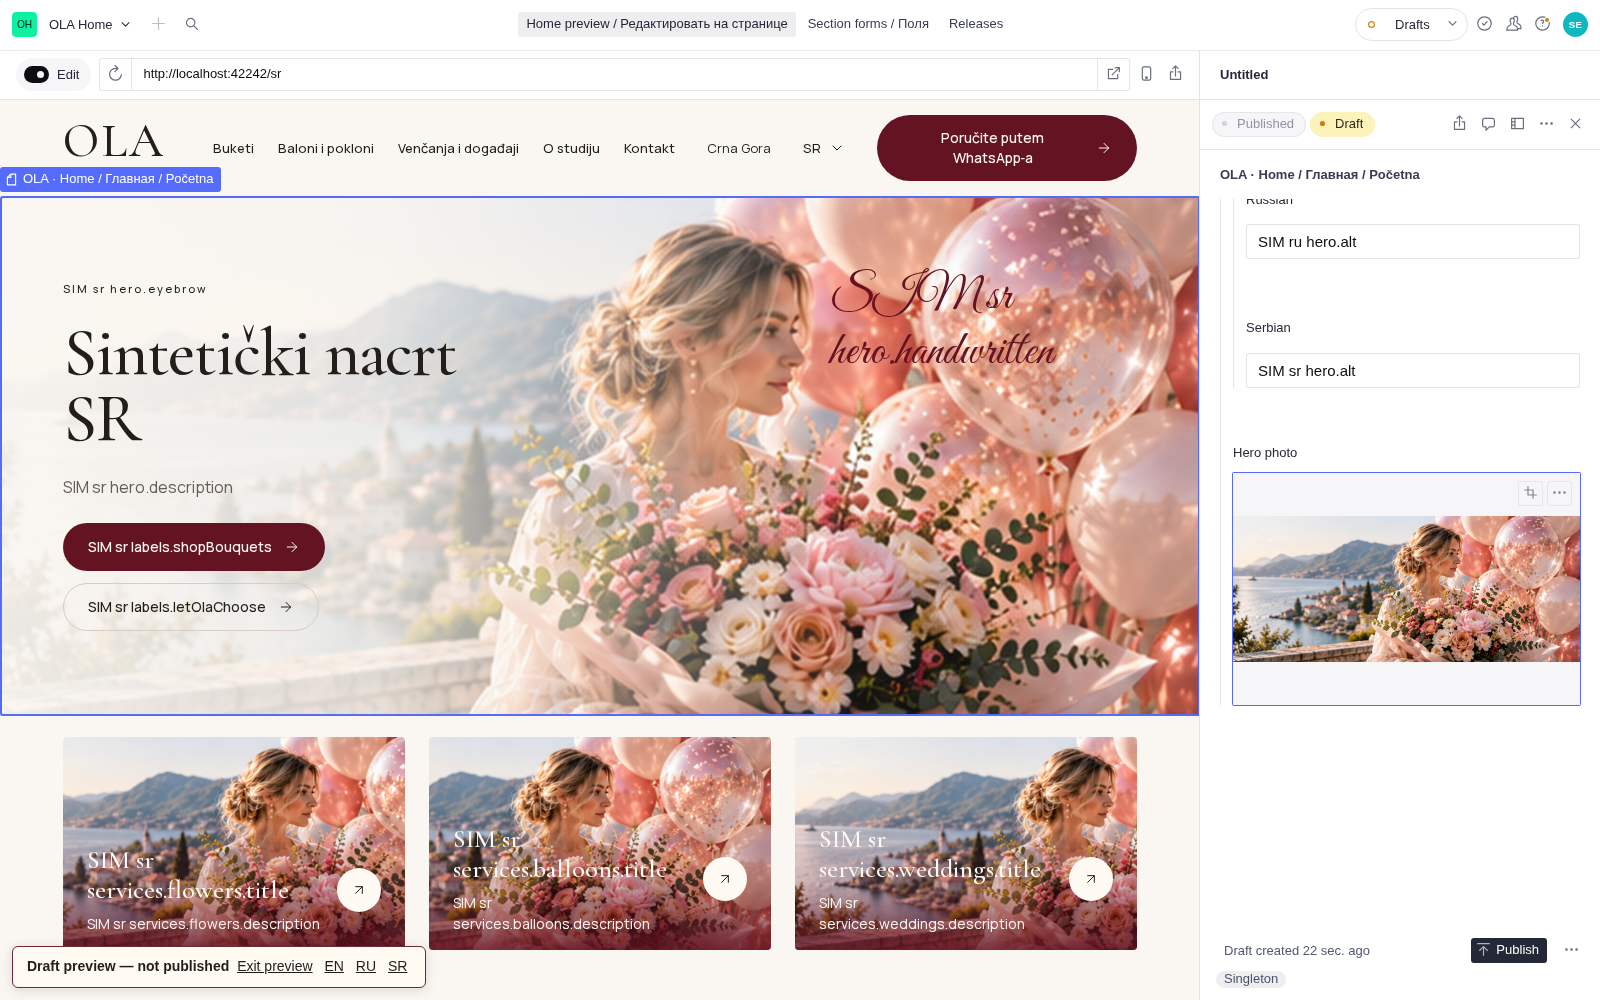 OH OLA Home Home preview / Редактировать на странице Section forms / Поля Releases Drafts SE
Edit http://localhost:42242/sr
Untitled
OLA Buketi Baloni i pokloni Venčanja i događaji O studiju Kontakt Crna Gora SR
Poručite putem
WhatsApp-a
Published Draft
OLA · Home / Главная / Početna
SIM sr hero.eyebrow
Sintetički nacrt
SR
SIM sr hero.description
SIM sr labels.shopBouquets
SIM sr labels.letOlaChoose
SIM sr
hero.handwritten
SIM sr
services.flowers.title
SIM sr services.flowers.description
SIM sr
services.balloons.title
SIM sr
services.balloons.description
SIM sr
services.weddings.title
SIM sr
services.weddings.description
Draft preview — not published Exit preview EN RU SR
OLA · Home / Главная / Početna
Russian
SIM ru hero.alt
Serbian
SIM sr hero.alt
Hero photo
Draft created 22 sec. ago Publish
Singleton